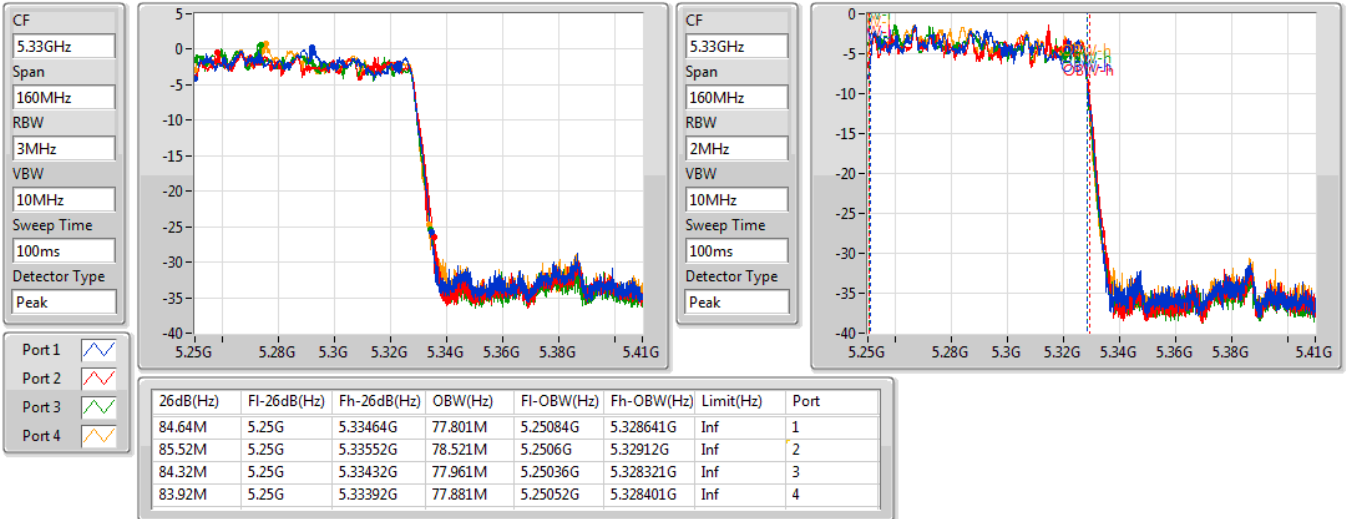 CF
5.33GHz
Span
160MHz
RBW
3MHz
VBW
10MHz
Sweep Time
100ms
Detector Type
Peak
5
0
-5
-10
-15
-20
-25
-30
-35
-40
5.25G 5.28G 5.3G 5.32G 5.34G 5.36G 5.38G 5.41G
CF
5.33GHz
Span
160MHz
RBW
2MHz
VBW
10MHz
Sweep Time
100ms
Detector Type
Peak
0
-5
-10
-15
-20
-25
-30
-35
-40
OBW-h
5.25G 5.28G 5.3G 5.32G 5.34G 5.36G 5.38G 5.41G
Port 1
Port 2
Port 3
Port 4
26dB(Hz) Fl-26dB(Hz) Fh-26dB(Hz) OBW(Hz) Fl-OBW(Hz) Fh-OBW(Hz) Limit(Hz) Port
84.64M 5.25G 5.33464G 77.801M 5.25084G 5.328641G Inf 1
85.52M 5.25G 5.33552G 78.521M 5.2506G 5.32912G Inf 2
84.32M 5.25G 5.33432G 77.961M 5.25036G 5.328321G Inf 3
83.92M 5.25G 5.33392G 77.881M 5.25052G 5.328401G Inf 4